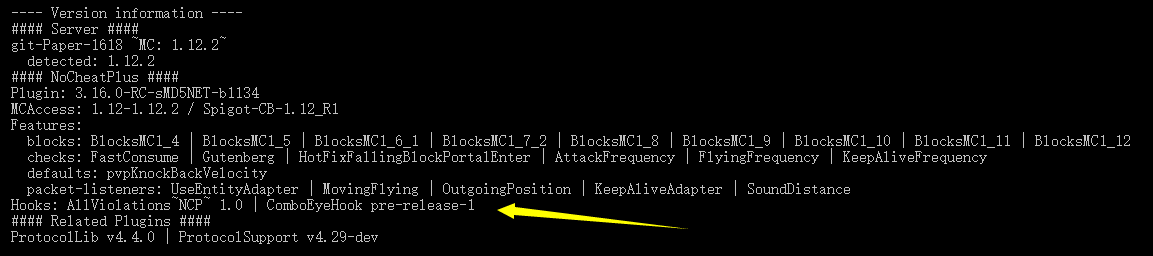 ---- Version information ----
#### Server ####
git-Paper-1618 ~MC: 1.12.2~
detected: 1.12.2
#### NoCheatPlus ####
Plugin: 3.16.0-RC-sMD5NET-b1134
MCAccess: 1.12-1.12.2 / Spigot-CB-1.12_R1
Features:
blocks: BlocksMC1_4 | BlocksMC1_5 | BlocksMC1_6_1 | BlocksMC1_7_2 | BlocksMC1_8 | BlocksMC1_9 | BlocksMC1_10 | BlocksMC1_11 | BlocksMC1_12
checks: FastConsume | Gutenberg | HotFixFallingBlockPortalEnter | AttackFrequency | FlyingFrequency | KeepAliveFrequency
defaults: pvpKnockBackVelocity
packet-listeners: UseEntityAdapter | MovingFlying | OutgoingPosition | KeepAliveAdapter | SoundDistance
Hooks: AllViolations~NCP~ 1.0 | ComboEyeHook pre-release-1
#### Related Plugins ####
ProtocolLib v4.4.0 | ProtocolSupport v4.29-dev